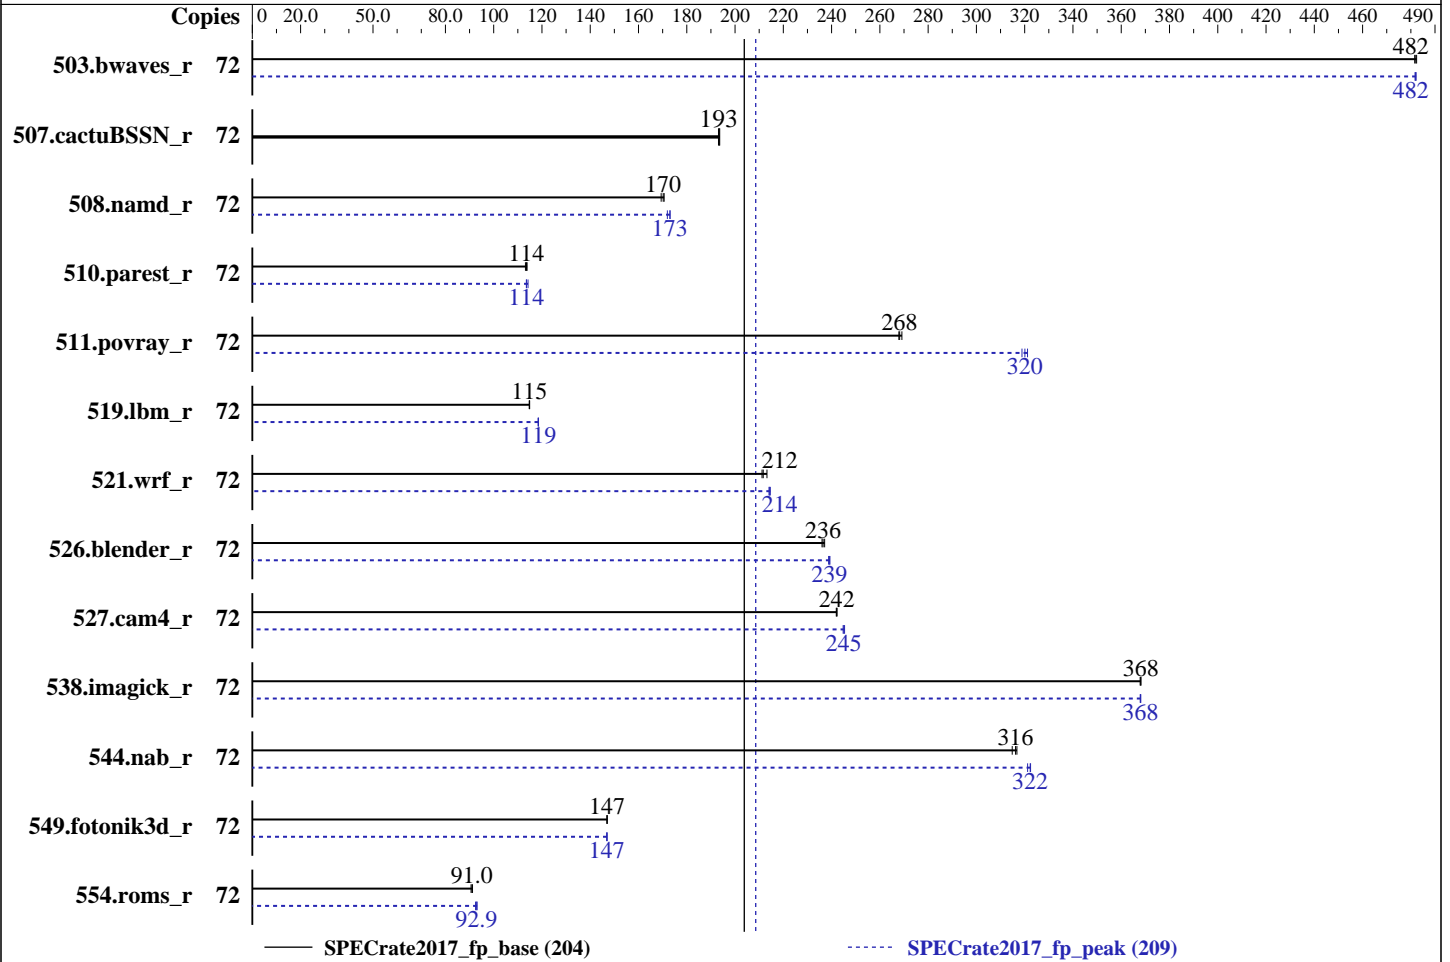 Copies 0 20.0 50.0 80.0 100 120 140 160 180 200 220 240 260 280 300 320 340 360 380 400 420 440 460 490
482
503.bwaves_r 72
482
193
507.cactuBSSN_r 72
170
508.namd_r 72
173
114
510.parest_r 72
114
268
511.povray_r 72
320
115
519.lbm_r 72
119
212
521.wrf_r 72
214
236
526.blender_r 72
239
242
527.cam4_r 72
245
368
538.imagick_r 72
368
316
544.nab_r 72
322
147
549.fotonik3d_r 72
147
91.0
554.roms_r 72
92.9
SPECrate2017_fp_base (204) SPECrate2017_fp_peak (209)